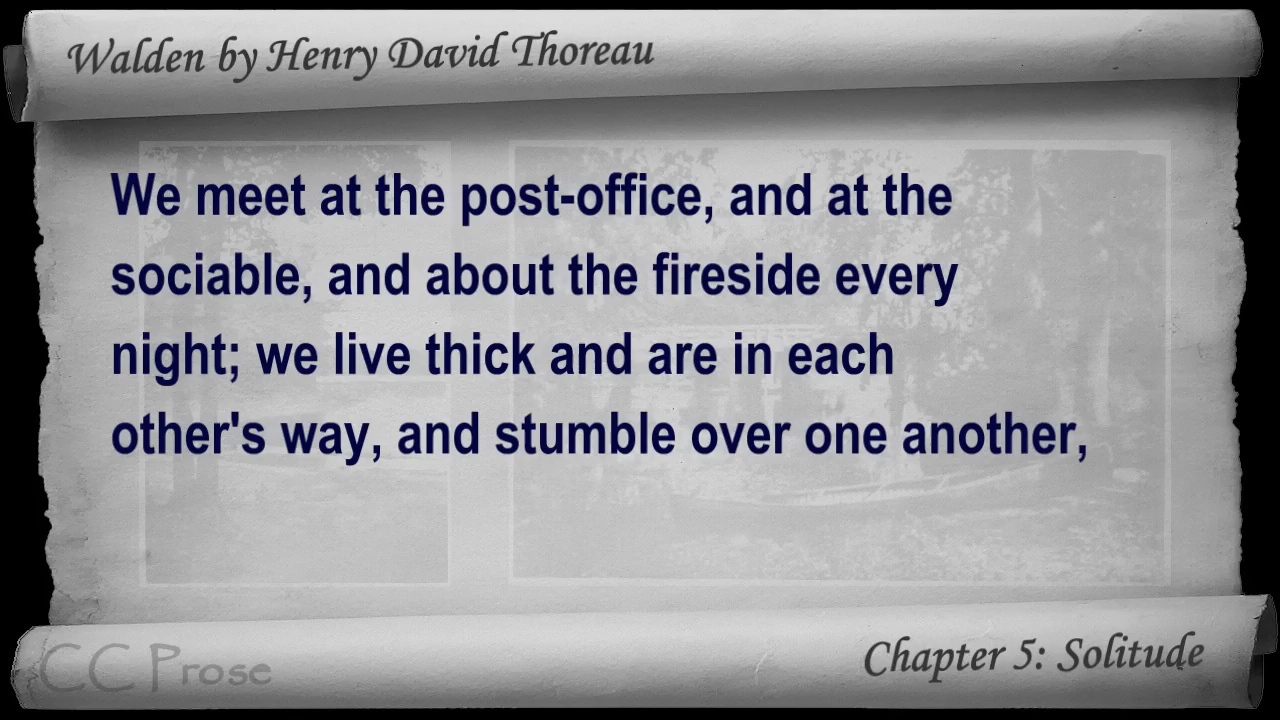 Walden by Henry David Thoreau
We meet at the post-office, and at the
sociable, and about the fireside every
night; we live thick and are in each
other's way, and stumble over one another,
Chapter 5: Solitude
CC Prose